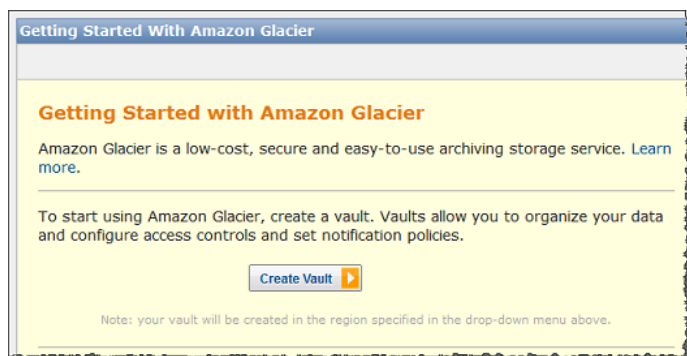 Getting Started With Amazon Glacier
Getting Started with Amazon Glacier
Amazon Glacier is a low-cost, secure and easy-to-use archiving storage service. Learn
more.
To start using Amazon Glacier, create a vault. Vaults allow you to organize your data
and configure access controls and set notification policies.
Create Vault
Note: your vault will be created in the region specified in the drop-down menu above.